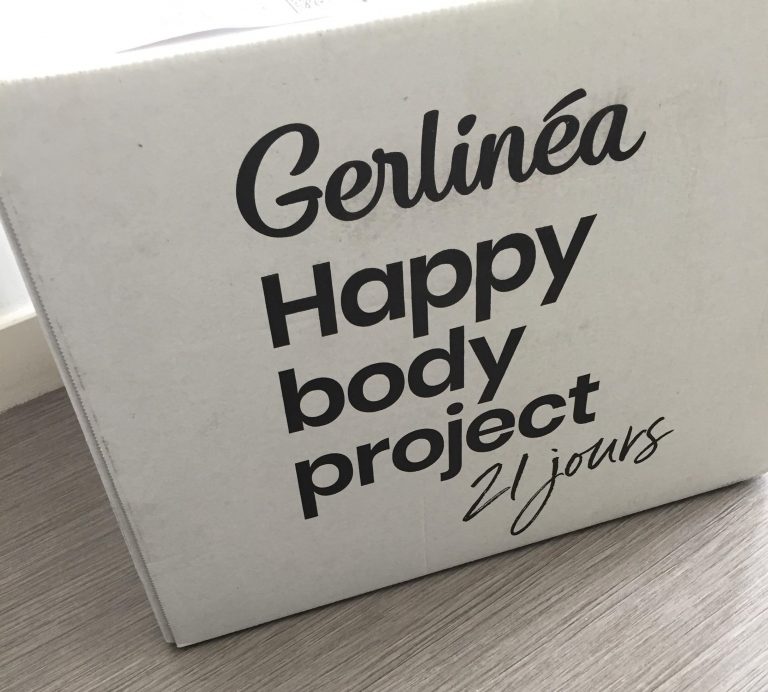 Gerlinéa
Happy
body
project
21 jours